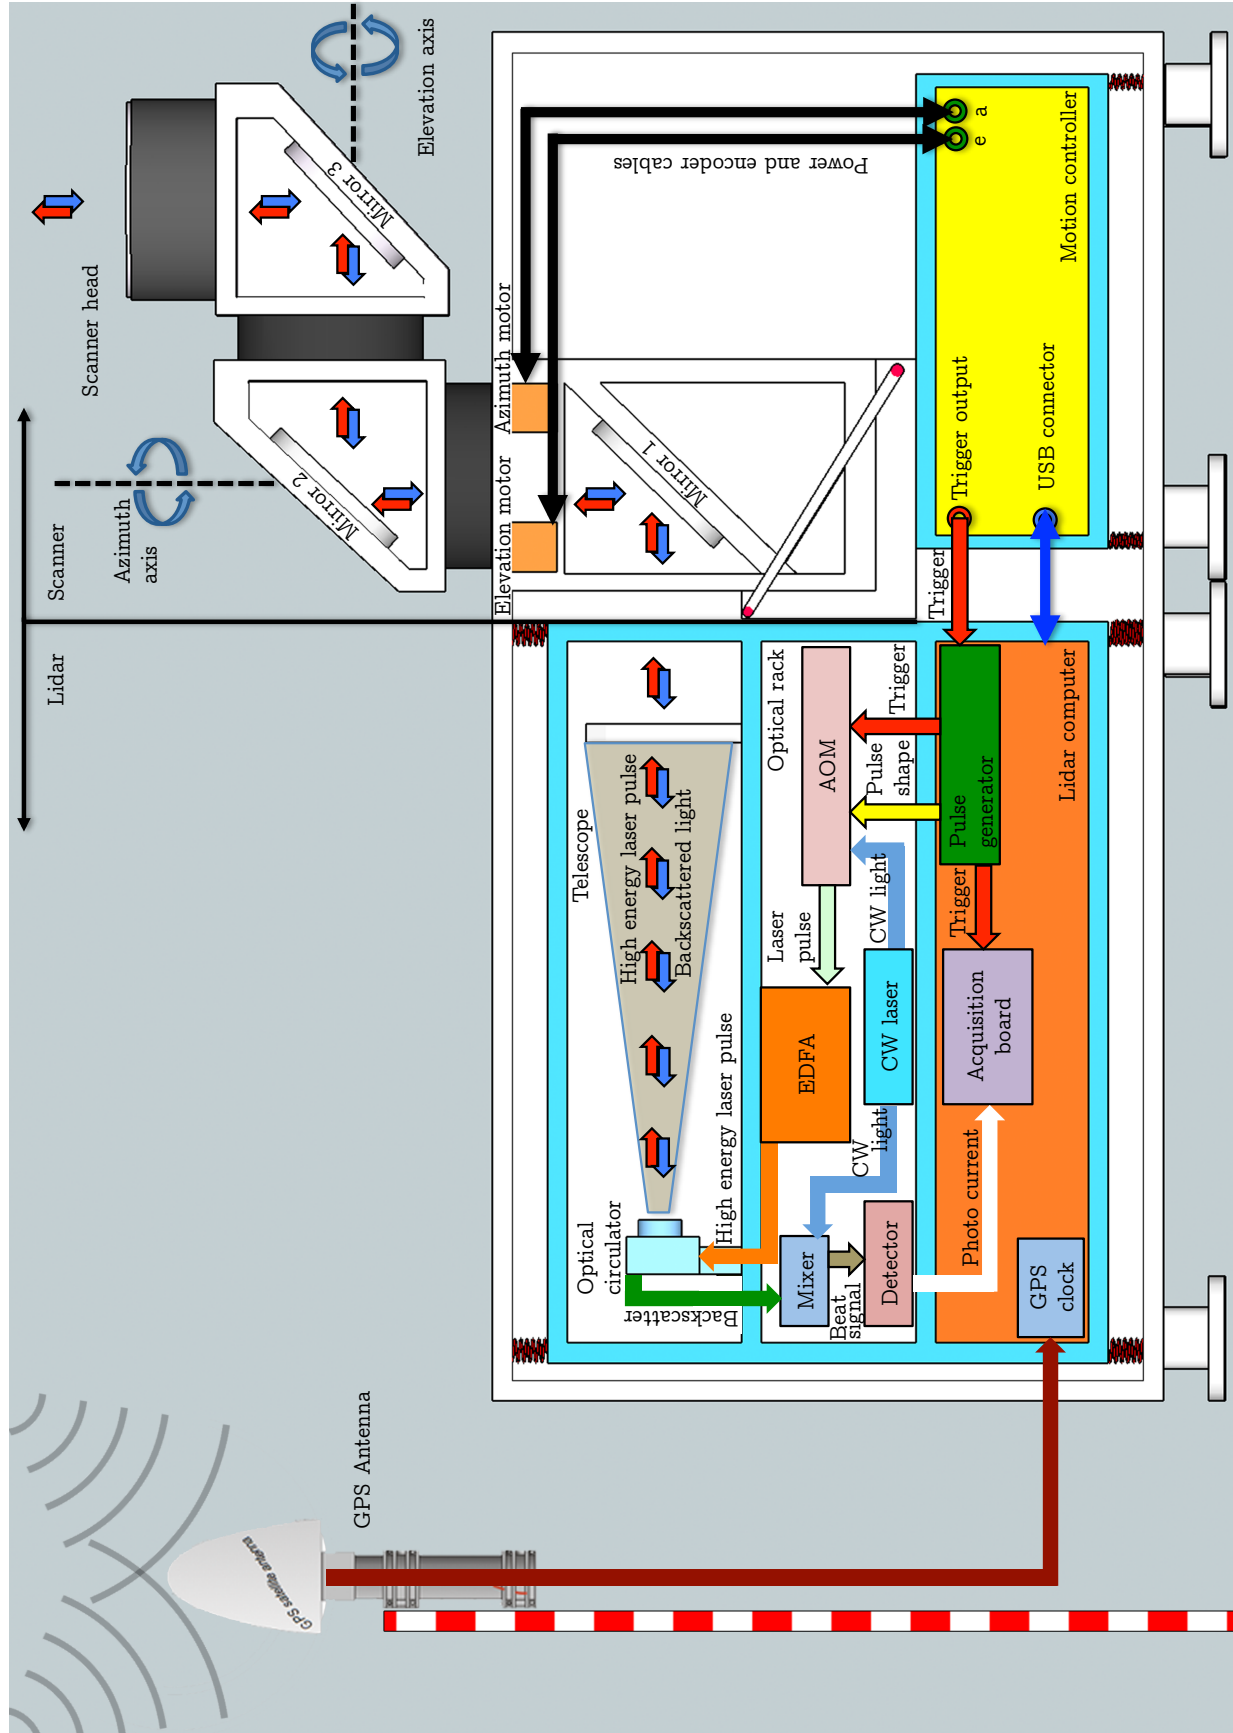 Lidar
Scanner
Azimuth
axis
Scanner head
Elevation axis
Mirror 2
Mirror 3
Elevation motor
Azimuth motor
Power and encoder cables
Mirror 1
GPS Antenna
GPS satelite antenna
Telescope
High energy laser pulse
Backscattered light
Optical
circulator
Backscatter
High energy laser pulse
Optical rack
AOM
Laser
pulse
EDFA
CW light
CW laser
CW
light
Mixer
Beat
signal
Detector
Pulse
shape
Trigger
Trigger
Pulse
generator
Trigger
Acquisition
board
Photo current
GPS
clock
Lidar computer
Trigger output
USB connector
e
a
Motion controller